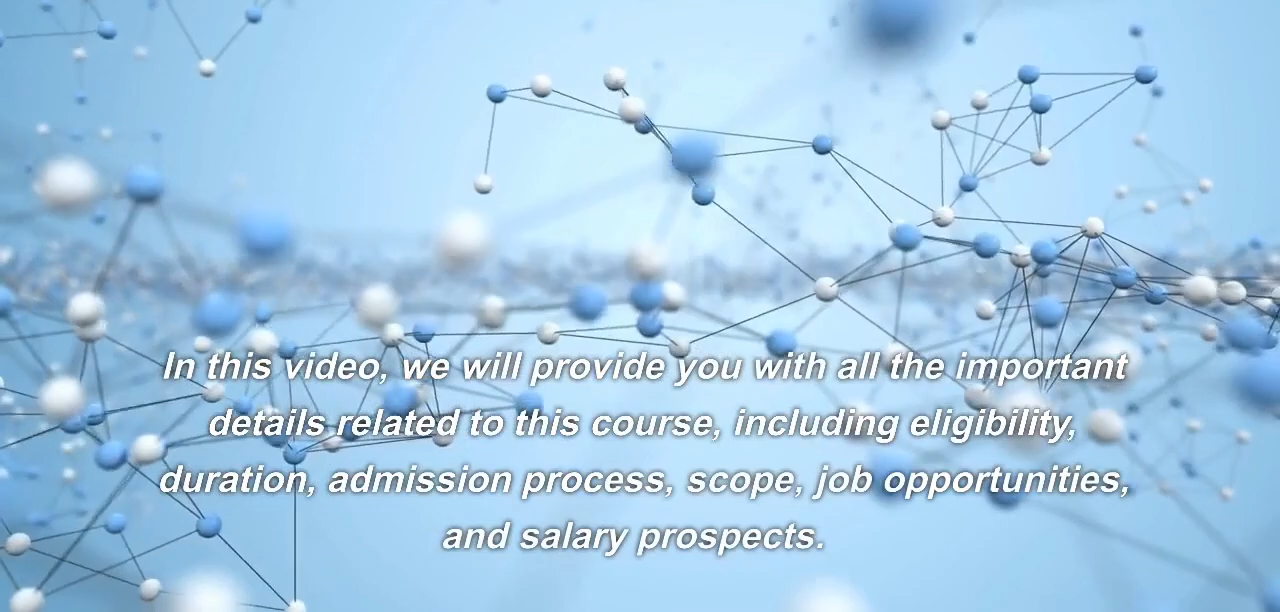 In this video, we will provide you with all the important
details related to this course, including eligibility,
duration, admission process, scope, job opportunities,
and salary prospects.